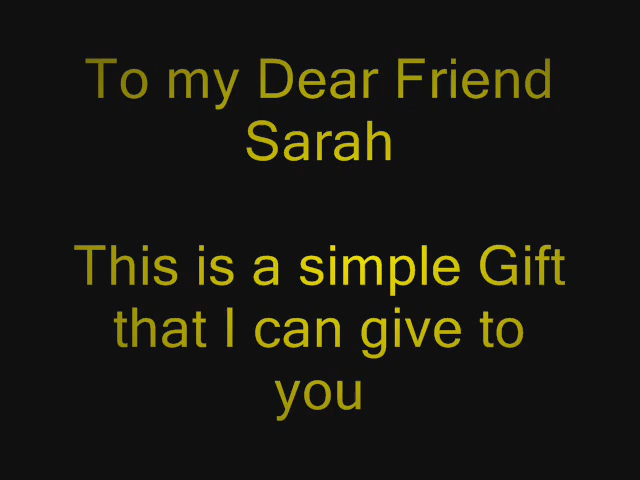 To my Dear Friend
Sarah
This is a simple Gift
that I can give to
you